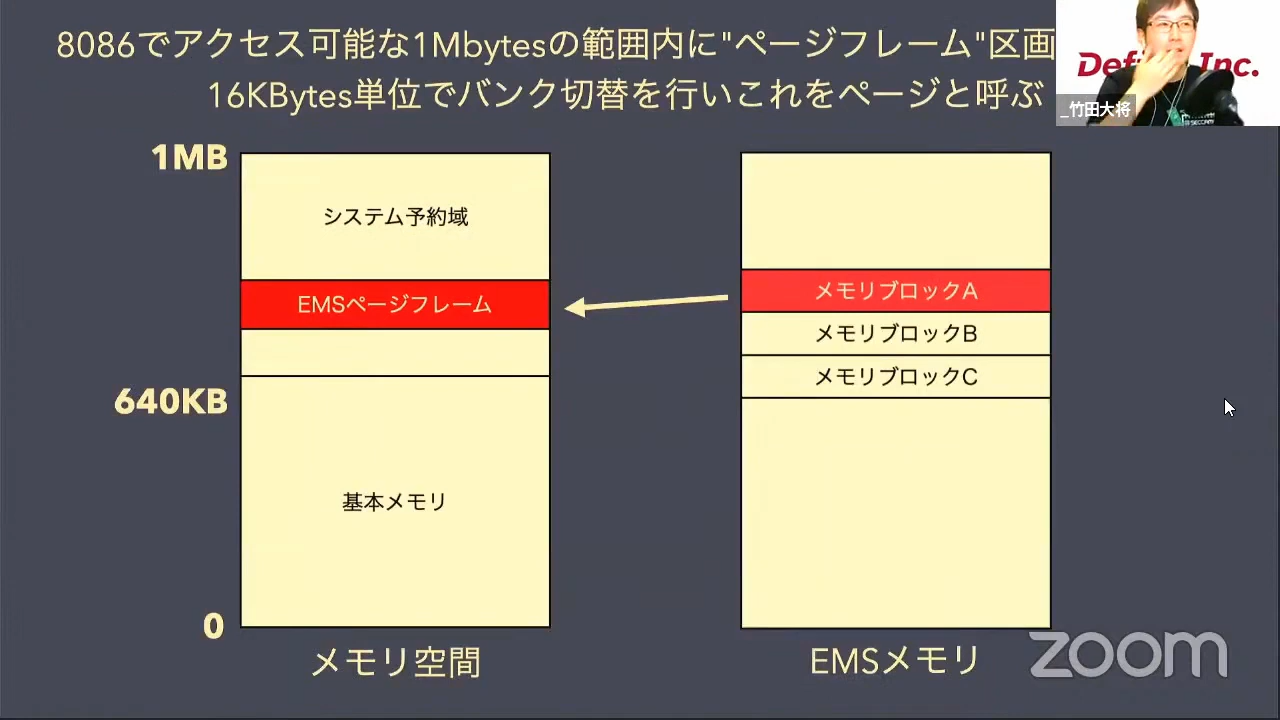 8086でアクセス可能な1Mbytesの範囲内に"ページフレーム"区画
16KBytes単位でバンク切替を行いこれをページと呼ぶ
Inc.
_竹田大将
1MB
システム予約域
EMSページフレーム
メモリブロックA
メモリブロックB
メモリブロックC
640KB
基本メモリ
0
メモリ空間
EMSメモリ
zoom